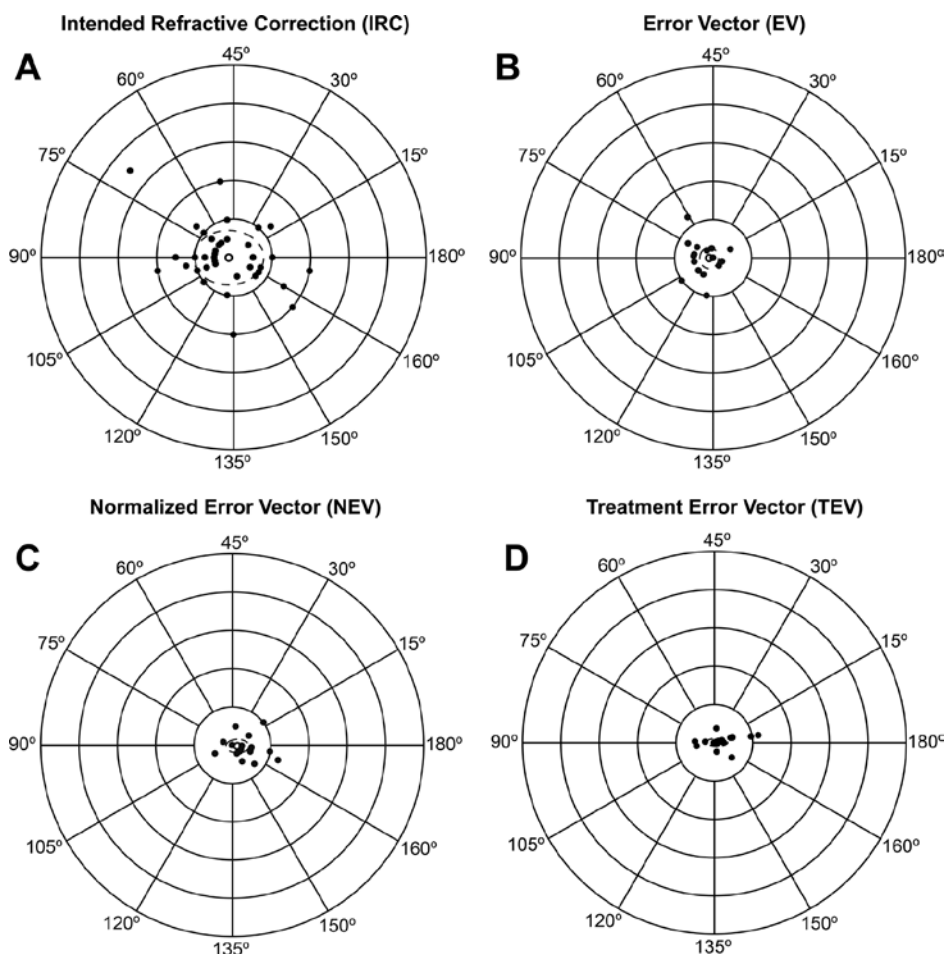 Intended Refractive Correction (IRC)
Error Vector (EV)
A
45º
60º
30º
75º
15º
90º
180º
105º
160º
120º
150º
135º
B
45º
60º
30º
75º
15º
90º
180º
105º
160º
120º
150º
135º
Normalized Error Vector (NEV)
Treatment Error Vector (TEV)
C
45º
60º
30º
75º
15º
90º
180º
105º
160º
120º
150º
135º
D
45º
60º
30º
75º
15º
90º
180º
105º
160º
120º
150º
135º